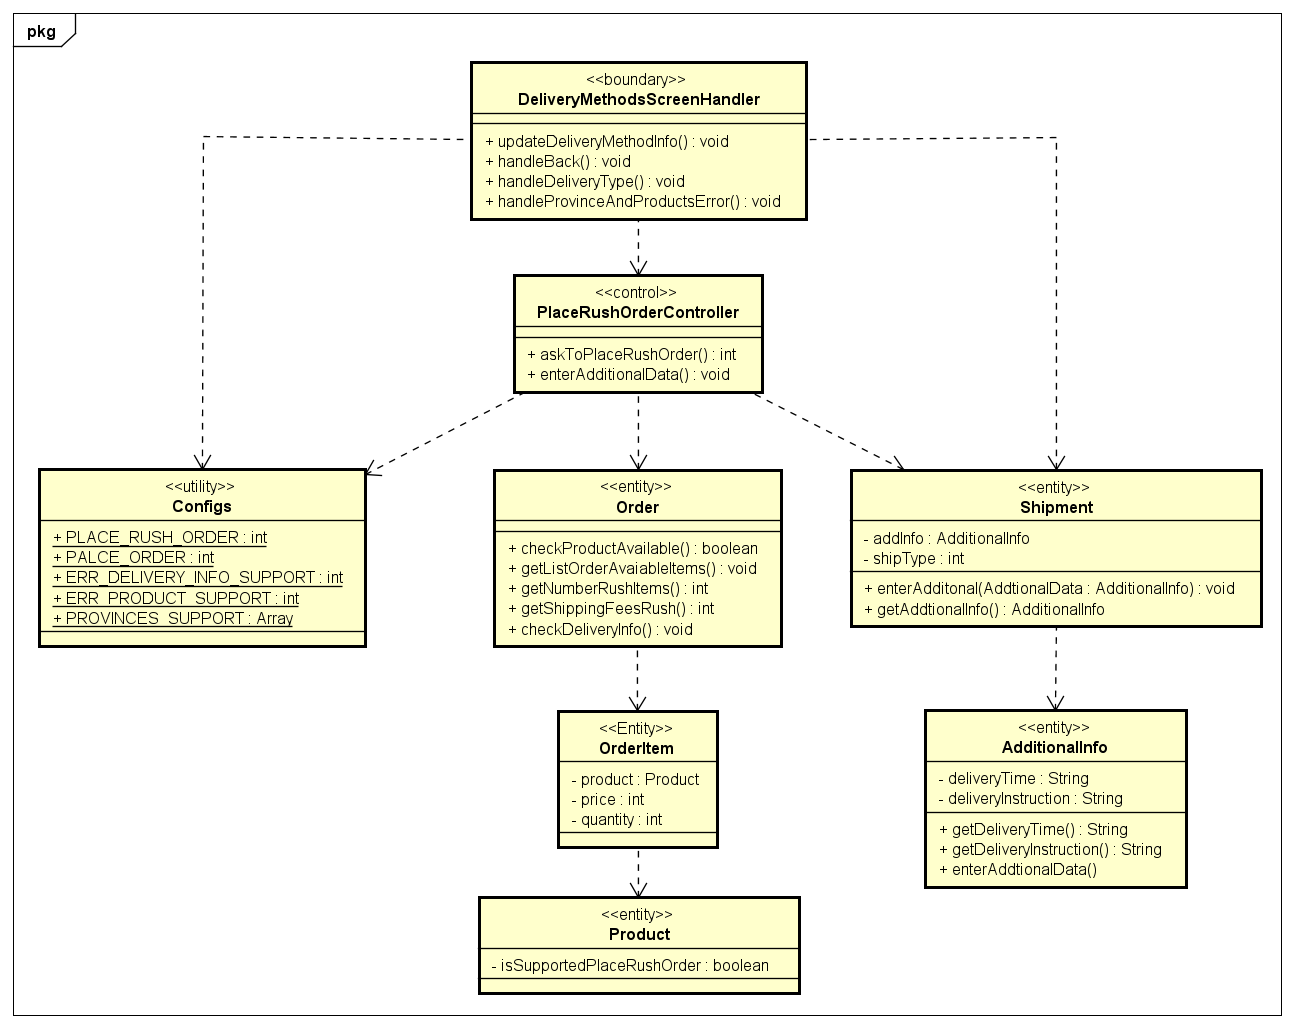 pkg
<<boundary>>
DeliveryMethodsScreenHandler
+ updateDeliveryMethodInfo() : void
+ handleBack() : void
+ handleDeliveryType() : void
+ handleProvinceAndProductsError() : void
<<control>>
PlaceRushOrderController
+ askToPlaceRushOrder() : int
+ enterAdditionalData() : void
<<utility>>
Configs
+ PLACE_RUSH_ORDER : int
+ PALCE_ORDER : int
+ ERR_DELIVERY_INFO_SUPPORT : int
+ ERR_PRODUCT_SUPPORT : int
+ PROVINCES_SUPPORT : Array
<<entity>>
Order
+ checkProductAvailable() : boolean
+ getListOrderAvaiableItems() : void
+ getNumberRushItems() : int
+ getShippingFeesRush() : int
+ checkDeliveryInfo() : void
<<entity>>
Shipment
- addInfo : AdditionalInfo
- shipType : int
+ enterAdditonal(AddtionalData : AdditionalInfo) : void
+ getAddtionalInfo() : AdditionalInfo
<<Entity>>
OrderItem
- product : Product
- price : int
- quantity : int
<<entity>>
AdditionalInfo
- deliveryTime : String
- deliveryInstruction : String
+ getDeliveryTime() : String
+ getDeliveryInstruction() : String
+ enterAddtionalData()
<<entity>>
Product
- isSupportedPlaceRushOrder : boolean